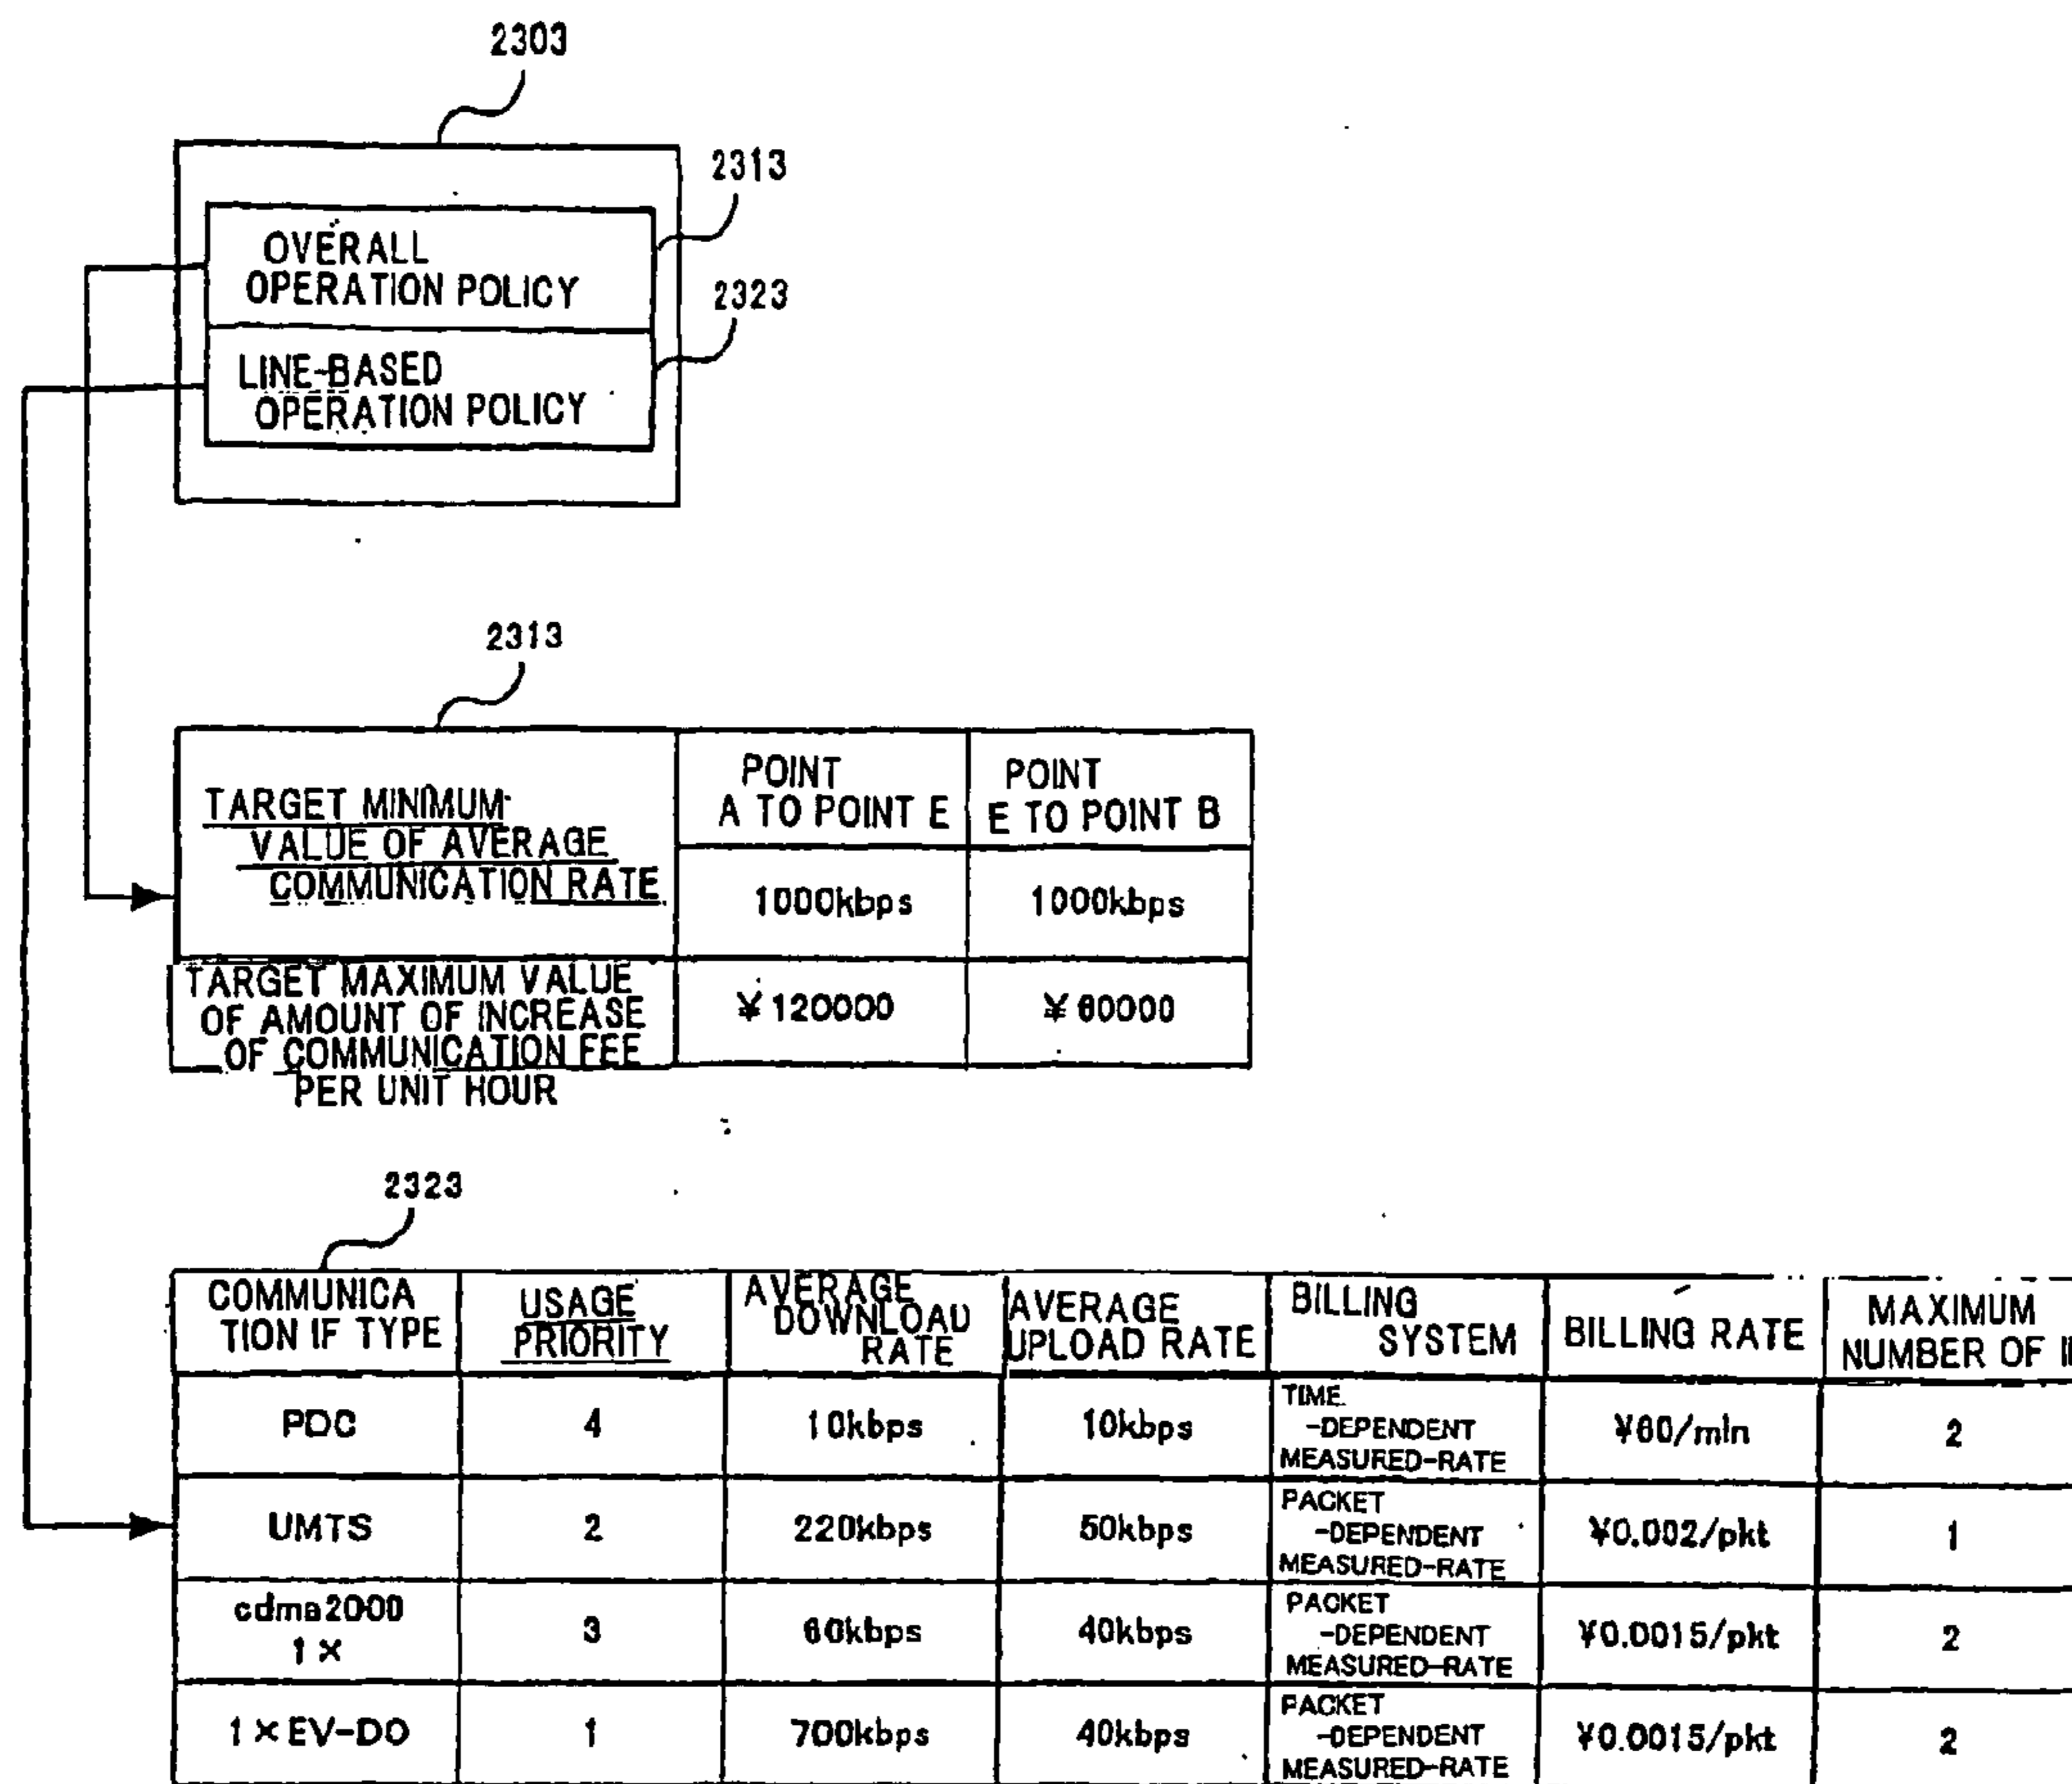 2303
2313
OVERALL
OPERATION POLICY
2323
LINE-BASED
OPERATION POLICY
2313
TARGET MINIMUM
VALUE OF AVERAGE
COMMUNICATION RATE
POINT
A TO POINT E
POINT
E TO POINT B
1000kbps
1000kbps
TARGET MAXIMUM VALUE
OF AMOUNT OF INCREASE
OF COMMUNICATION FEE
PER UNIT HOUR
¥120000
¥60000
2323
COMMUNICA
TION IF TYPE
USAGE
PRIORITY
AVERAGE
DOWNLOAD
RATE
AVERAGE
UPLOAD RATE
BILLING
SYSTEM
BILLING RATE
MAXIMUM
NUMBER OF
PDC
4
10kbps
10kbps
TIME
-DEPENDENT
MEASURED-RATE
¥60/min
2
UMTS
2
220kbps
50kbps
PACKET
-DEPENDENT
MEASURED-RATE
¥0.002/pkt
1
cdma2000
1×
3
60kbps
40kbps
PACKET
-DEPENDENT
MEASURED-RATE
¥0.0015/pkt
2
1×EV-DO
1
700kbps
40kbps
PACKET
-DEPENDENT
MEASURED-RATE
¥0.0015/pkt
2